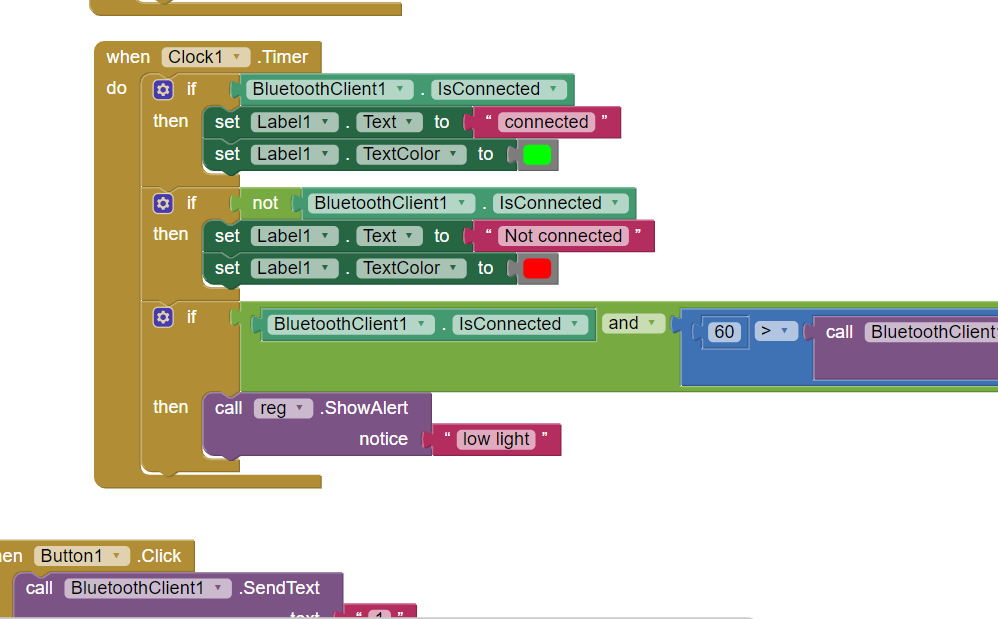 when Clock1 .Timer
do if BluetoothClient1 . IsConnected
then set Label1 . Text to “ connected ”
set Label1 . TextColor to
if not BluetoothClient1 . IsConnected
then set Label1 . Text to “ Not connected ”
set Label1 . TextColor to
if BluetoothClient1 . IsConnected and 60 > call BluetoothClient1
then call reg .ShowAlert
notice “ low light ”
en Button1 .Click
call BluetoothClient1 .SendText
text “ 1 ”